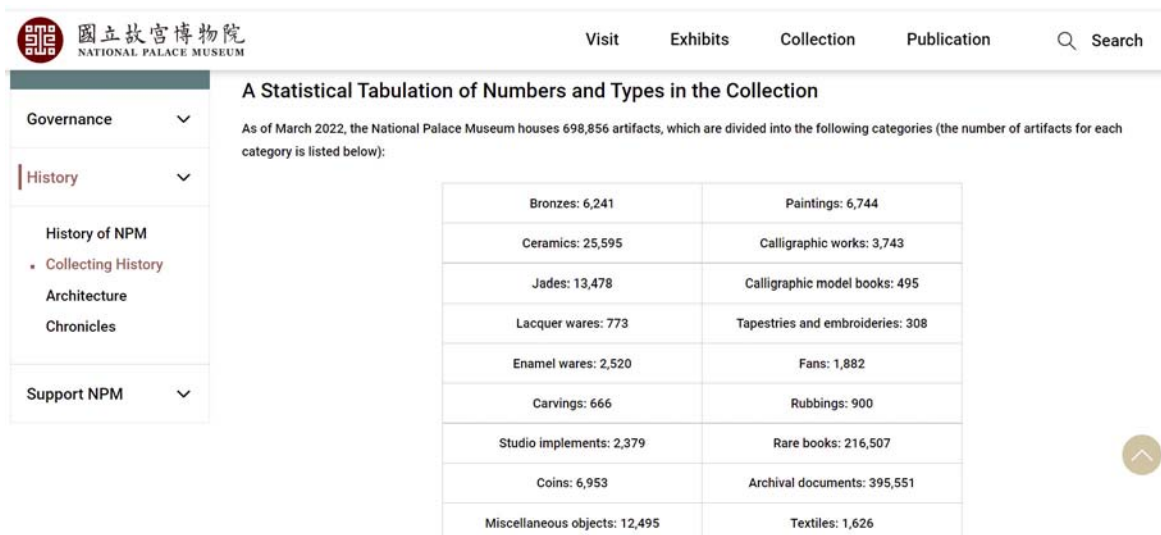 國立故宮博物院
NATIONAL PALACE MUSEUM
Visit
Exhibits
Collection
Publication
Search
Governance
History
History of NPM
Collecting History
Architecture
Chronicles
Support NPM
A Statistical Tabulation of Numbers and Types in the Collection
As of March 2022, the National Palace Museum houses 698,856 artifacts, which are divided into the following categories (the number of artifacts for each
category is listed below):
Bronzes: 6,241
Paintings: 6,744
Ceramics: 25,595
Calligraphic works: 3,743
Jades: 13,478
Calligraphic model books: 495
Lacquer wares: 773
Tapestries and embroideries: 308
Enamel wares: 2,520
Fans: 1,882
Carvings: 666
Rubbings: 900
Studio implements: 2,379
Rare books: 216,507
Coins: 6,953
Archival documents: 395,551
Miscellaneous objects: 12,495
Textiles: 1,626